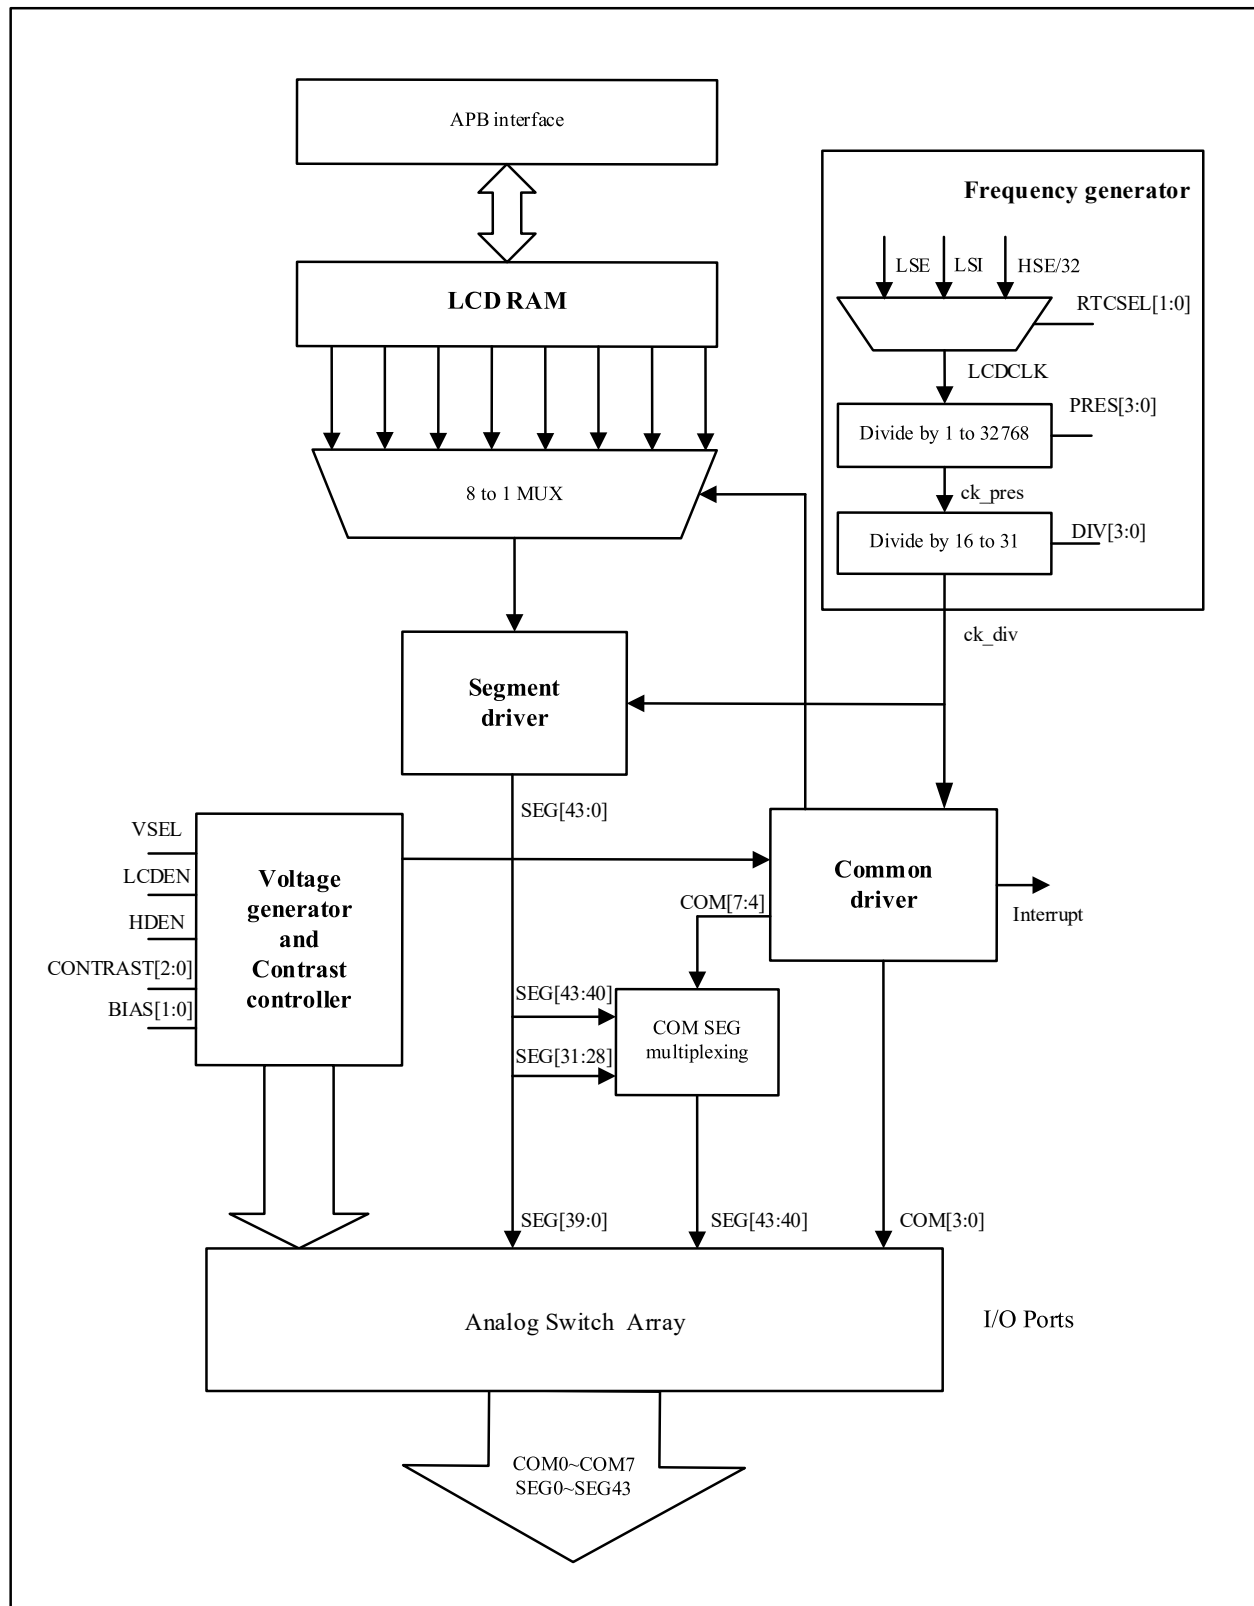 APB interface
Frequency generator
LSE
LSI
HSE/32
LCD RAM
RTCSEL[1:0]
LCDCLK
PRES[3:0]
Divide by 1 to 32768
8 to 1 MUX
ck_pres
DIV[3:0]
Divide by 16 to 31
ck_div
Segment
driver
SEG[43:0]
VSEL
LCDEN
HDEN
CONTRAST[2:0]
BIAS[1:0]
Voltage
generator
and
Contrast
controller
Common
driver
COM[7:4]
Interrupt
SEG[43:40]
SEG[31:28]
COM SEG
multiplexing
SEG[39:0]
SEG[43:40]
COM[3:0]
Analog Switch Array
I/O Ports
COM0~COM7
SEG0~SEG43